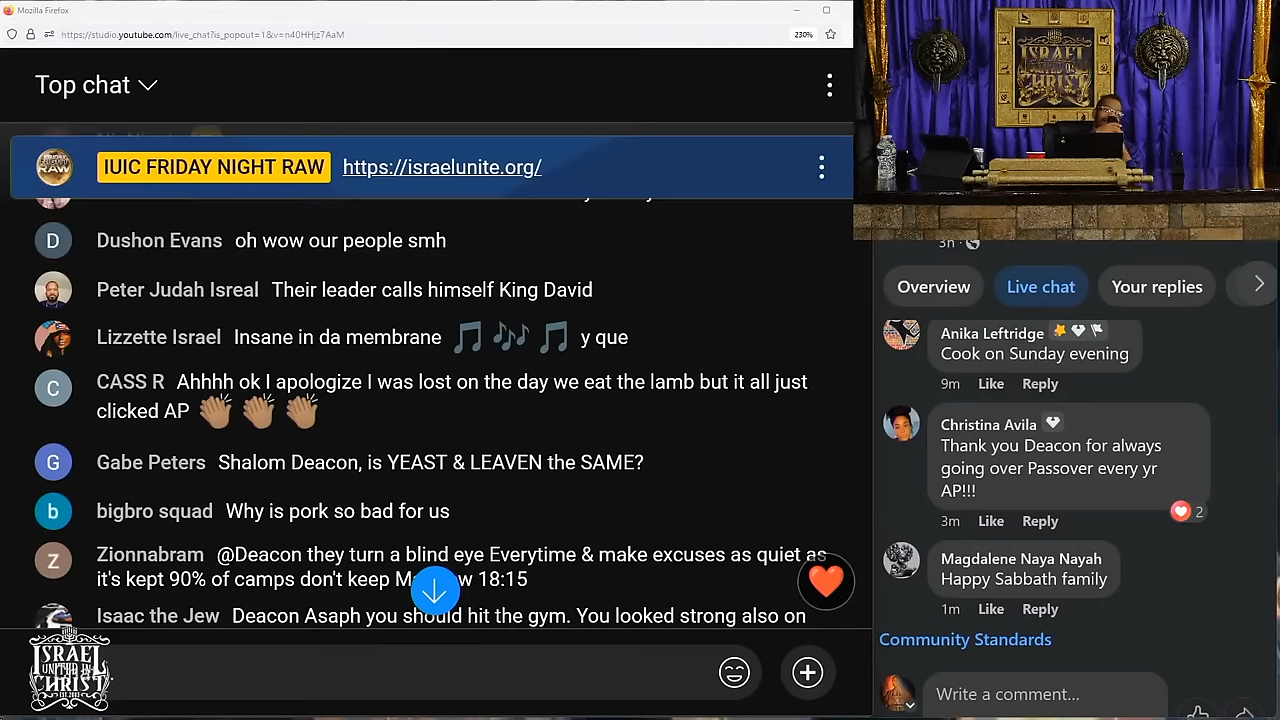 Mozilla Firefox
https://studio.youtube.com/live_chat?is_popout=1&v=n40HHjz7AaM
230%
Top chat
IUIC FRIDAY NIGHT RAW https://israelunite.org/
Dushon Evans oh wow our people smh
Peter Judah Isreal Their leader calls himself King David
Lizzette Israel Insane in da membrane 🎵 🎶 🎵 y que
CASS R Ahhhh ok I apologize I was lost on the day we eat the lamb but it all just
clicked AP 👏🏽 👏🏽 👏🏽
Gabe Peters Shalom Deacon, is YEAST & LEAVEN the SAME?
bigbro squad Why is pork so bad for us
Zionnabram @Deacon they turn a blind eye Everytime & make excuses as quiet as
it's kept 90% of camps don't keep M w 18:15
Isaac the Jew Deacon Asaph you should hit the gym. You looked strong also on
ISRAEL
UNITED IN
CHRIST
EST. 2003
ISRAEL
UNITED IN
CHRIST
3h
Overview
Live chat
Your replies
Anika Leftridge
Cook on Sunday evening
9m Like Reply
Christina Avila
Thank you Deacon for always
going over Passover every yr
AP!!!
2
3m Like Reply
Magdalene Naya Nayah
Happy Sabbath family
1m Like Reply
Community Standards
Write a comment...